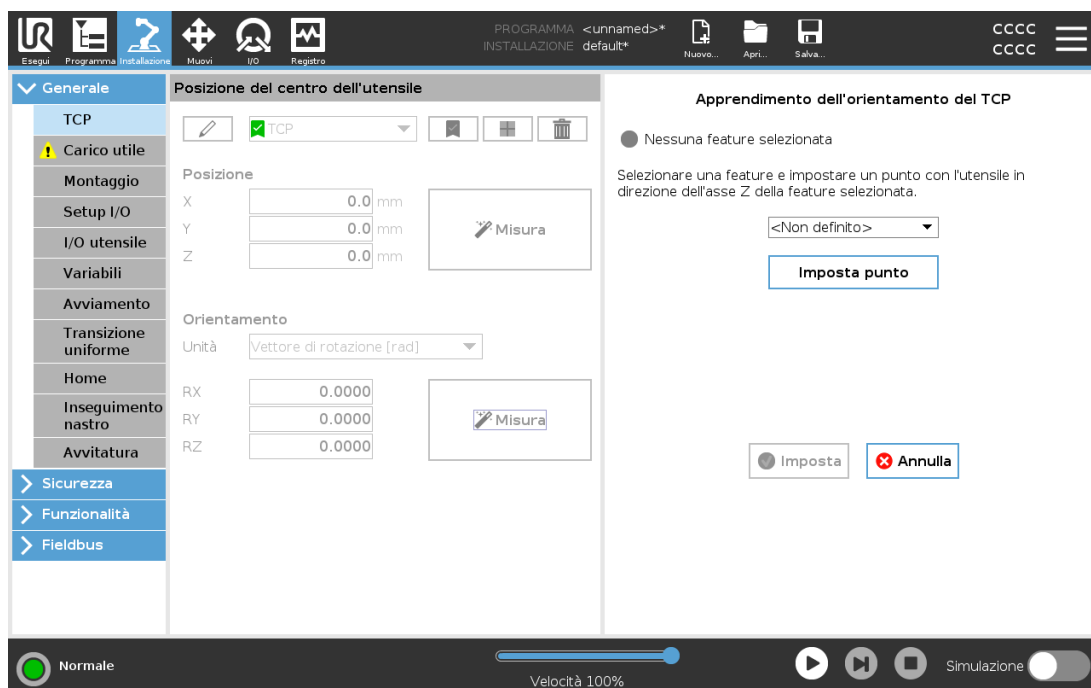 UR
Esegui
Programma
Installazione
Muovi
I/O
Registro
PROGRAMMA <unnamed>*
INSTALLAZIONE default*
Nuovo...
Apri...
Salva...
CCCC
CCCC
Generale
TCP
Carico utile
Montaggio
Setup I/O
I/O utensile
Variabili
Avviamento
Transizione
uniforme
Home
Inseguimento
nastro
Avvitatura
Sicurezza
Funzionalità
Fieldbus
Posizione del centro dell'utensile
TCP
Posizione
X 0.0 mm
Y 0.0 mm
Z 0.0 mm
Misura
Orientamento
Unità Vettore di rotazione [rad]
RX 0.0000
RY 0.0000
RZ 0.0000
Misura
Apprendimento dell'orientamento del TCP
Nessuna feature selezionata
Selezionare una feature e impostare un punto con l'utensile in
direzione dell'asse Z della feature selezionata.
<Non definito>
Imposta punto
Imposta
Annulla
Normale
Velocità 100%
Simulazione